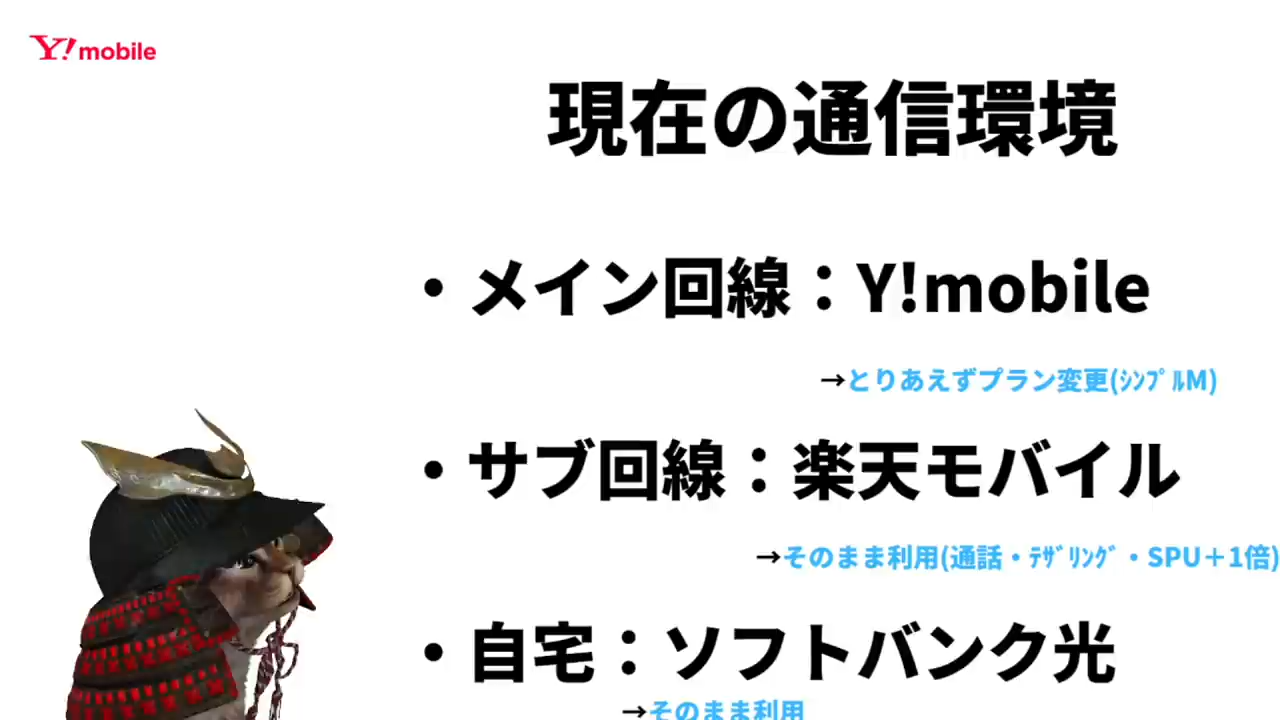 Y!mobile
現在の通信環境
・メイン回線：Y!mobile
→とりあえずプラン変更(ｼﾝﾌﾟﾙM)
・サブ回線：楽天モバイル
→そのまま利用(通話・ﾃｻﾞﾘﾝｸﾞ・SPU＋1倍)
・自宅：ソフトバンク光
→そのまま利用